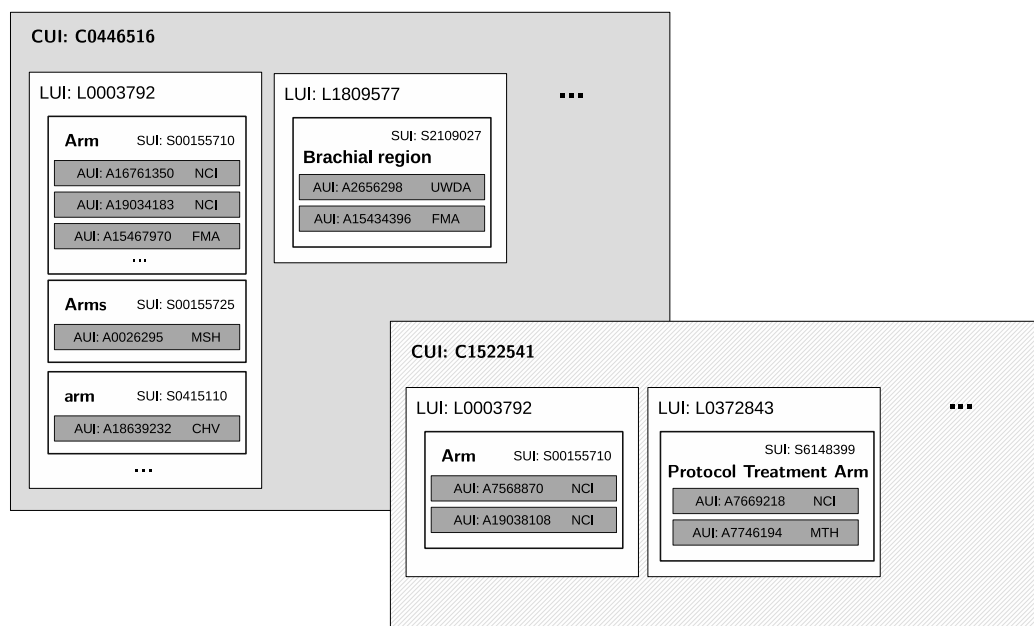 CUI: C0446516
LUI: L0003792
Arm SUI: S00155710
AUI: A16761350 NCI
AUI: A19034183 NCI
AUI: A15467970 FMA
...
Arms SUI: S00155725
AUI: A0026295 MSH
arm SUI: S0415110
AUI: A18639232 CHV
...
LUI: L1809577
SUI: S2109027
Brachial region
AUI: A2656298 UWDA
AUI: A15434396 FMA
...
CUI: C1522541
LUI: L0003792
Arm SUI: S00155710
AUI: A7568870 NCI
AUI: A19038108 NCI
LUI: L0372843
SUI: S6148399
Protocol Treatment Arm
AUI: A7669218 NCI
AUI: A7746194 MTH
...